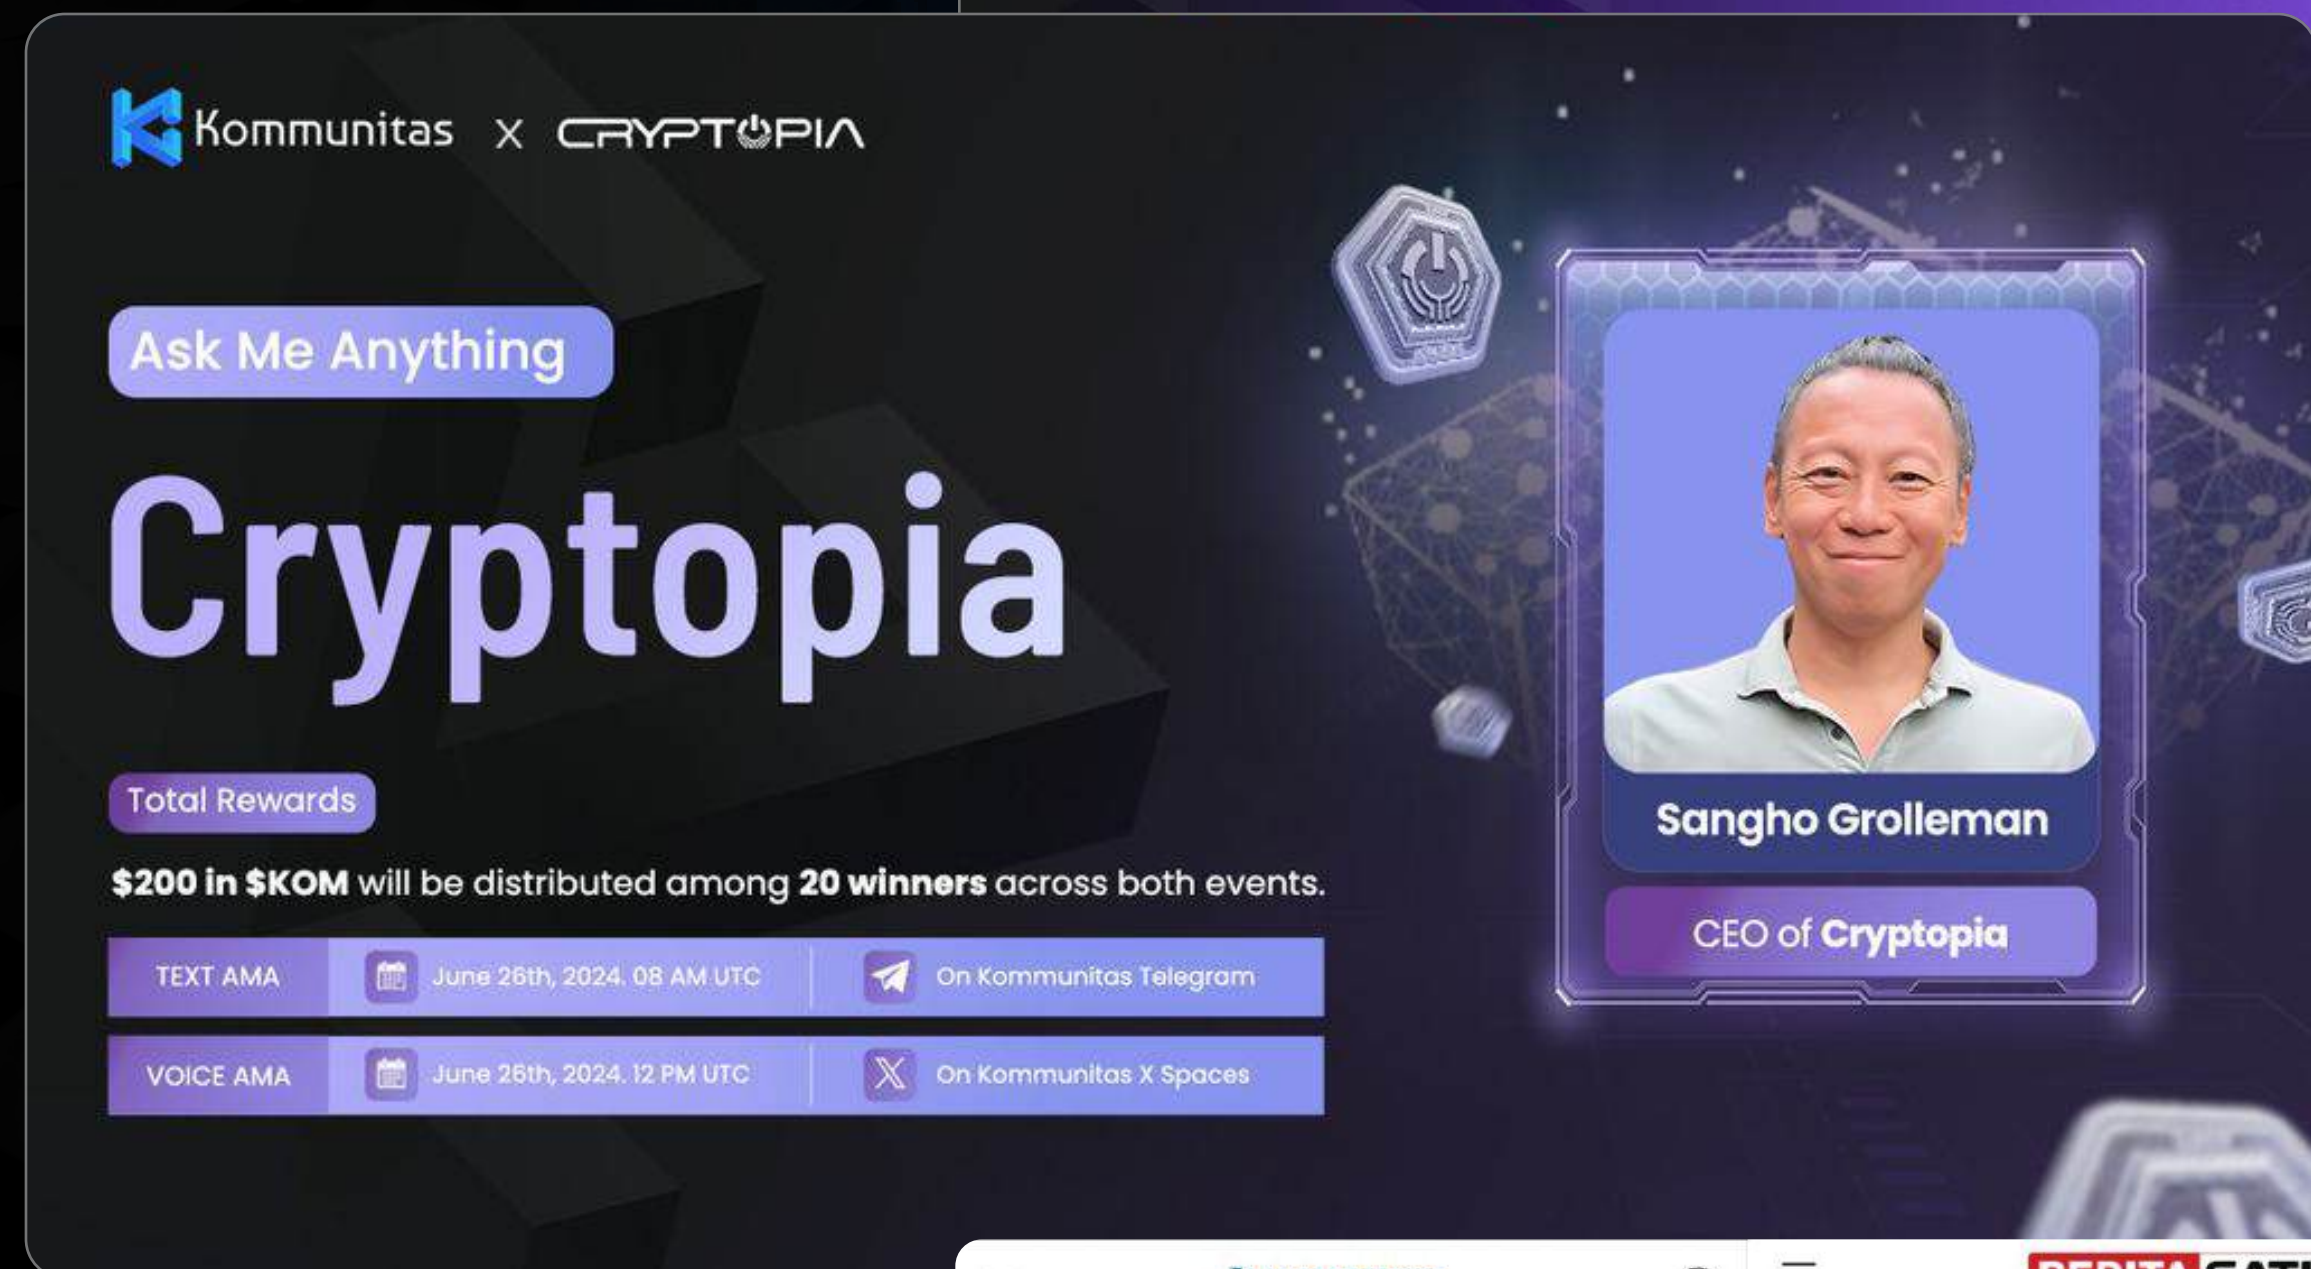 Kommunitas X CRYPTOPIA
Ask Me Anything
Cryptopia
Total Rewards
$200 in $KOM will be distributed among 20 winners across both events.
TEXT AMA June 26th, 2024. 08 AM UTC On Kommunitas Telegram
VOICE AMA June 26th, 2024. 12 PM UTC On Kommunitas X Spaces
Sangho Grolleman
CEO of Cryptopia